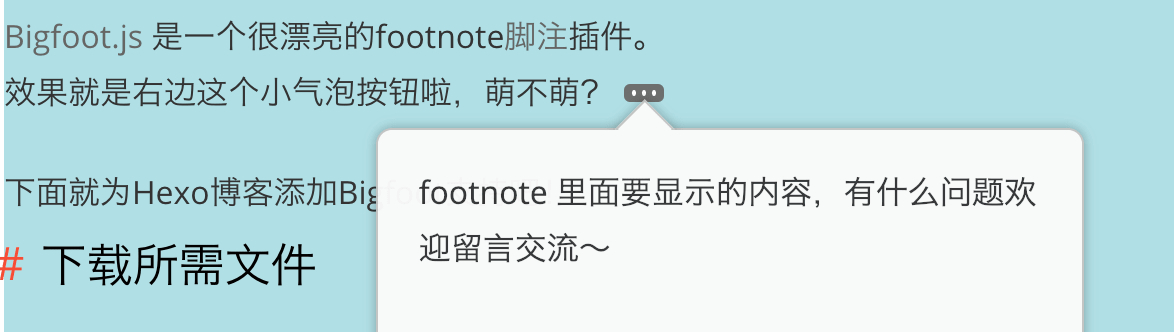 Bigfoot.js 是一个很漂亮的footnote脚注插件。
效果就是右边这个小气泡按钮啦，萌不萌？
下面就为Hexo博客添加Big
footnote 里面要显示的内容，有什么问题欢
迎留言交流～
# 下载所需文件